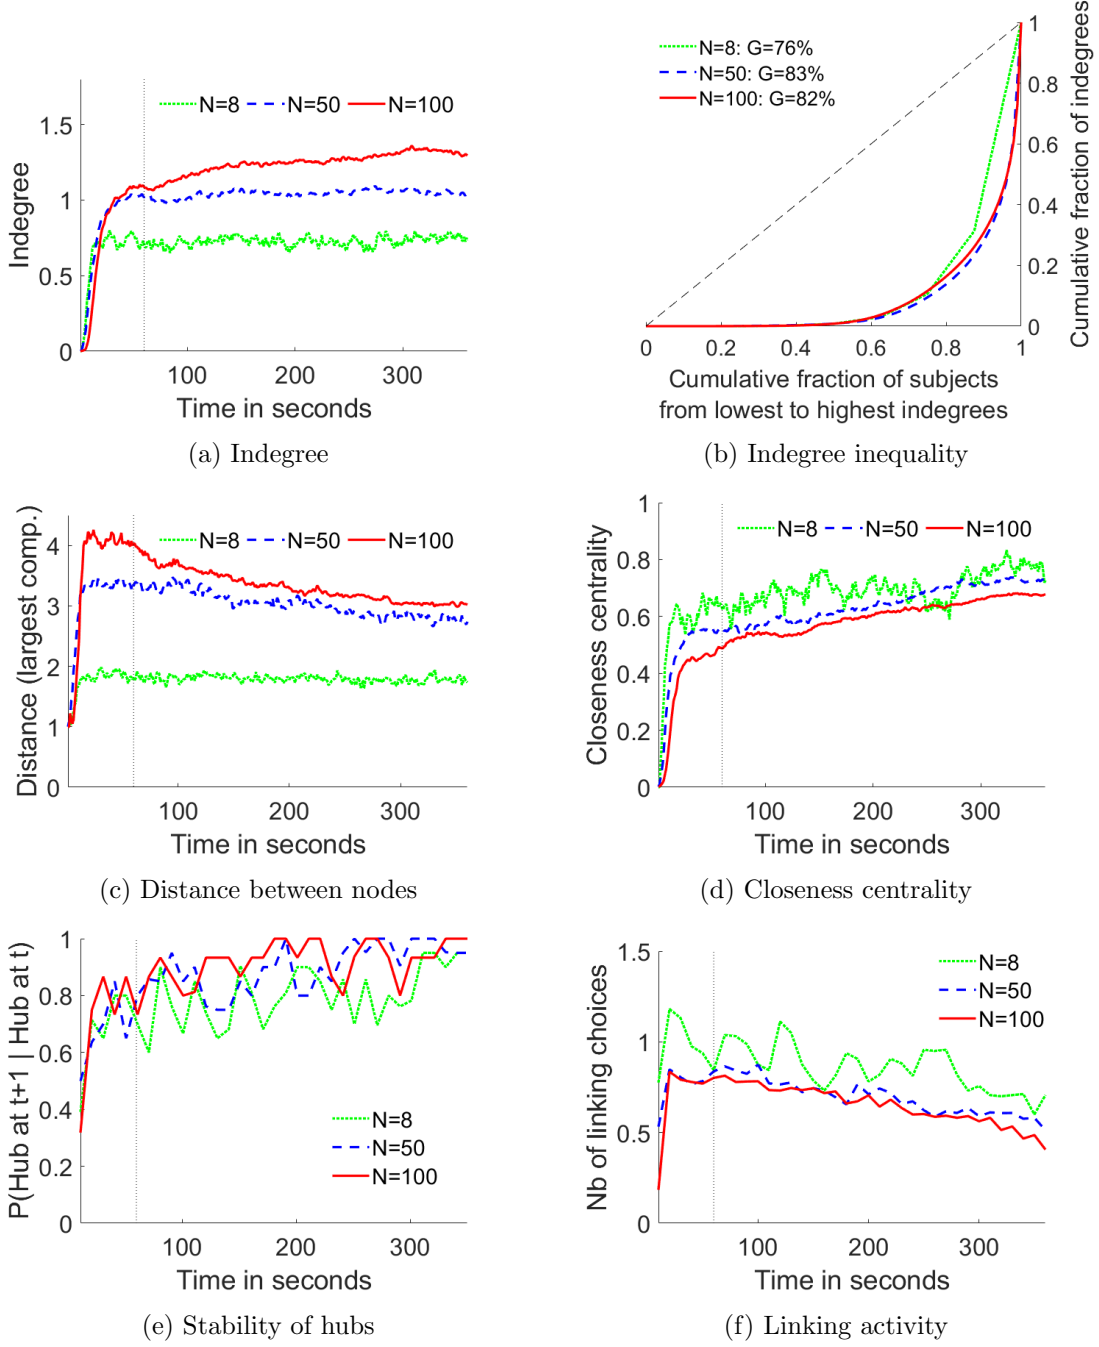 N=8 N=50 N=100
1.5
1
0.5
0
Indegree
100 200 300
Time in seconds
(a) Indegree
N=8: G=76%
N=50: G=83%
N=100: G=82%
1
0.8
0.6
0.4
0.2
0
Cumulative fraction of indegrees
0 0.2 0.4 0.6 0.8 1
Cumulative fraction of subjects
from lowest to highest indegrees
(b) Indegree inequality
N=8 N=50 N=100
4
3
2
1
0
Distance (largest comp.)
100 200 300
Time in seconds
(c) Distance between nodes
N=8 N=50 N=100
1
0.8
0.6
0.4
0.2
0
Closeness centrality
100 200 300
Time in seconds
(d) Closeness centrality
1
0.8
0.6
0.4
0.2
0
P(Hub at t+1 | Hub at t)
N=8
N=50
N=100
100 200 300
Time in seconds
(e) Stability of hubs
N=8
N=50
N=100
1.5
1
0.5
0
Nb of linking choices
100 200 300
Time in seconds
(f) Linking activity